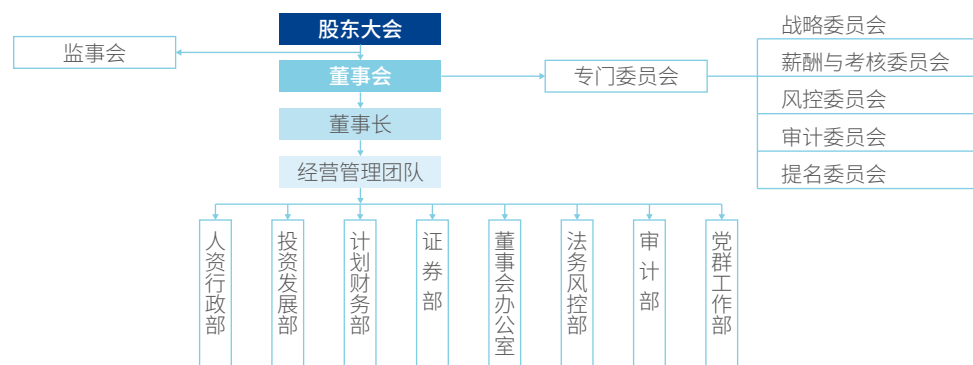 股东大会
监事会
董事会
专门委员会
战略委员会
薪酬与考核委员会
风控委员会
审计委员会
提名委员会
董事长
经营管理团队
人资行政部
投资发展部
计划财务部
证券部
董事会办公室
法务风控部
审计部
党群工作部